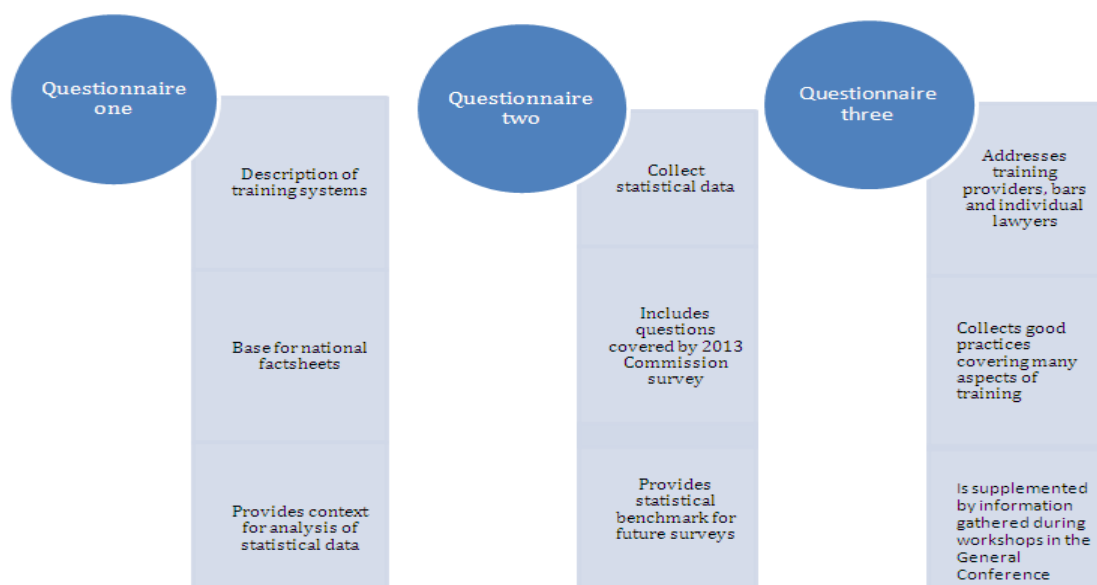 Questionnaire
one
Description of
training systems
Base for national
factsheets
Provides context
for analysis of
statistical data
Questionnaire
two
Collect
statistical data
Includes
questions
covered by 2013
Commission
survey
Provides
statistical
benchmark for
future surveys
Questionnaire
three
Addresses
training
providers, bars
and individual
lawyers
Collects good
practices
covering many
aspects of
training
Is supplemented
by information
gathered during
workshops in the
General
Conference